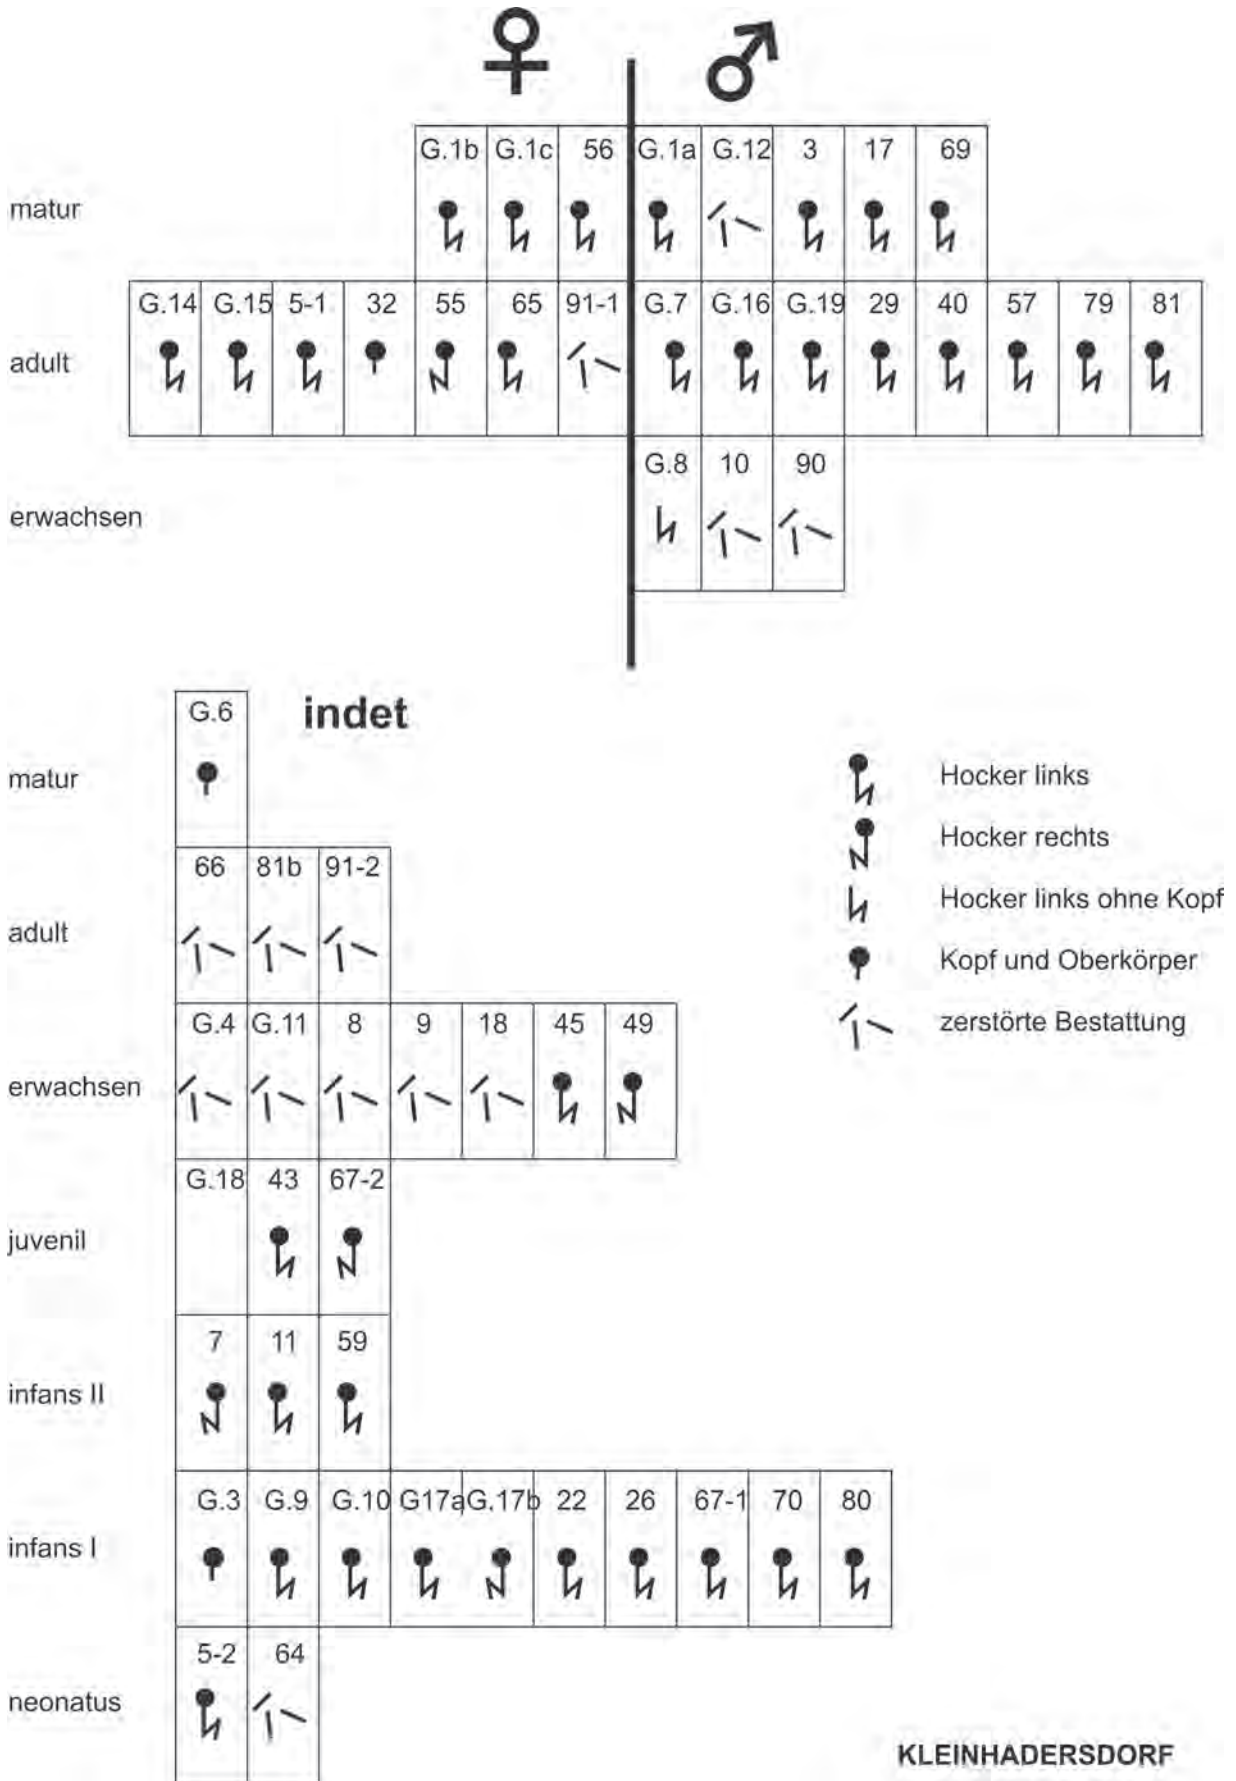 ♀ ♂
G.1b G.1c 56 G.1a G.12 3 17 69
matur
G.14 G.15 5-1 32 55 65 91-1 G.7 G.16 G.19 29 40 57 79 81
adult
G.8 10 90
erwachsen
G.6 indet
matur
Hocker links
Hocker rechts
Hocker links ohne Kopf
Kopf und Oberkörper
zerstörte Bestattung
66 81b 91-2
adult
G.4 G.11 8 9 18 45 49
erwachsen
G.18 43 67-2
juvenil
7 11 59
infans II
G.3 G.9 G.10 G17a G.17b 22 26 67-1 70 80
infans I
5-2 64
neonatus
KLEINHADERSDORF